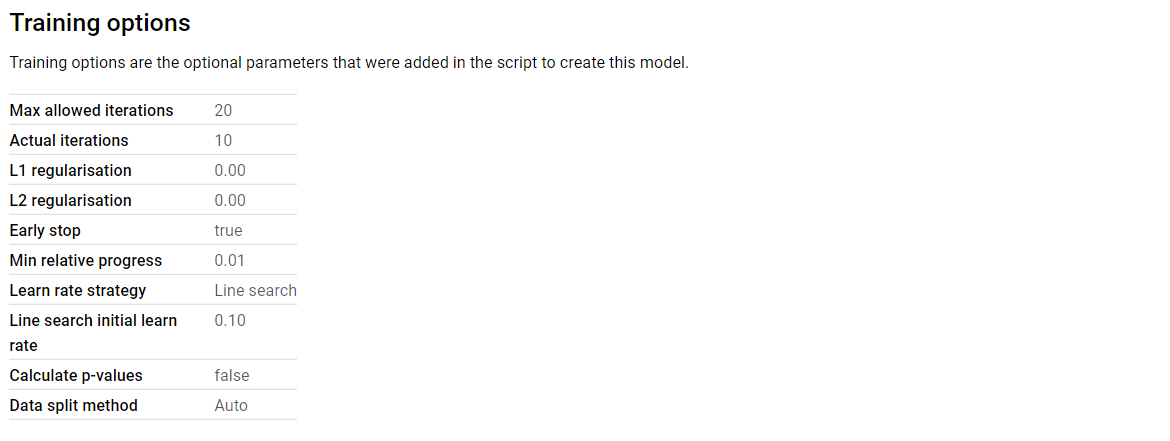 Training options
Training options are the optional parameters that were added in the script to create this model.
Max allowed iterations 20
Actual iterations 10
L1 regularisation 0.00
L2 regularisation 0.00
Early stop true
Min relative progress 0.01
Learn rate strategy Line search
Line search initial learn 0.10
rate
Calculate p-values false
Data split method Auto